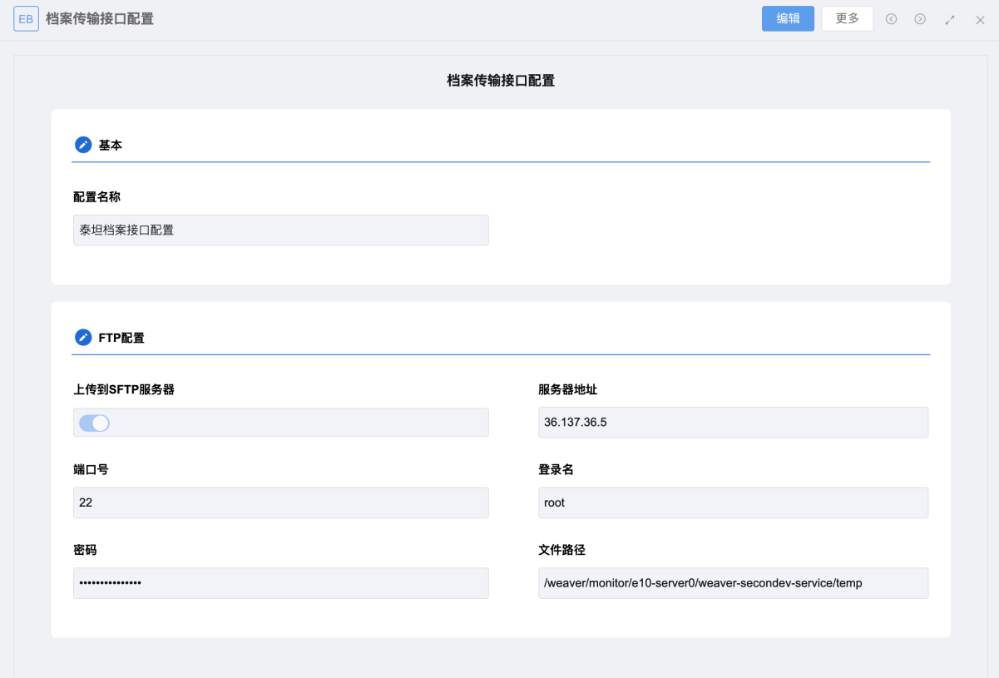 EB 档案传输接口配置 编辑 更多
档案传输接口配置
基本
配置名称
泰坦档案接口配置
FTP配置
上传到SFTP服务器 服务器地址
36.137.36.5
端口号 登录名
22 root
密码 文件路径
••••••••••••••• /weaver/monitor/e10-server0/weaver-secondev-service/temp